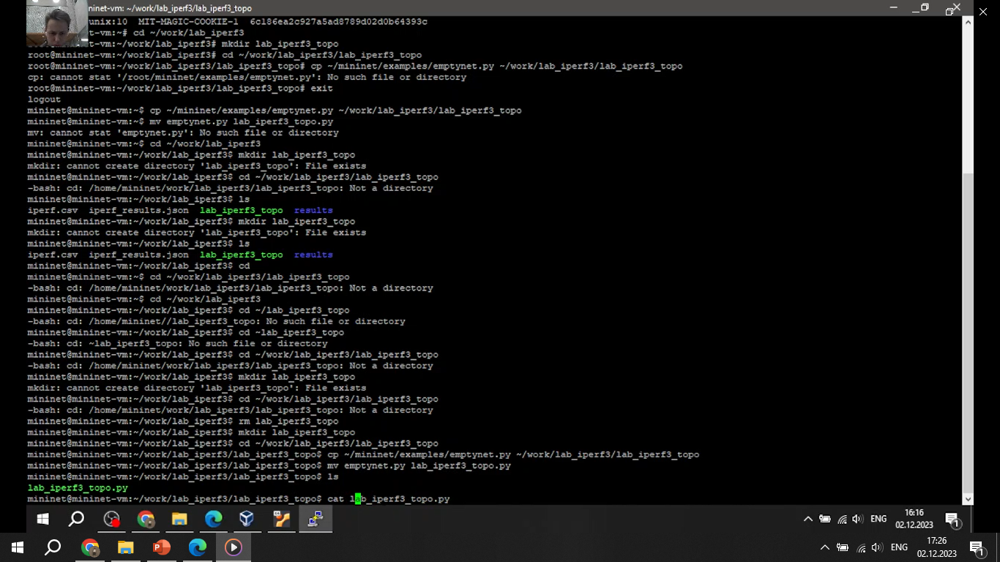 ininet-vm: ~/work/lab_iperf3/lab_iperf3_topo
unix:10  MIT-MAGIC-COOKIE-1  6c186ea2c927a5ad8789d02d0b64393c
ninet-vm:~# cd ~/work/lab_iperf3
ninet-vm:~/work/lab_iperf3# mkdir lab_iperf3_topo
root@mininet-vm:~/work/lab_iperf3# cd ~/work/lab_iperf3/lab_iperf3_topo
root@mininet-vm:~/work/lab_iperf3/lab_iperf3_topo# cp ~/mininet/examples/emptynet.py ~/work/lab_iperf3/lab_iperf3_topo
cp: cannot stat '/root/mininet/examples/emptynet.py': No such file or directory
root@mininet-vm:~/work/lab_iperf3/lab_iperf3_topo# exit
logout
mininet@mininet-vm:~$ cp ~/mininet/examples/emptynet.py ~/work/lab_iperf3/lab_iperf3_topo
mininet@mininet-vm:~$ mv emptynet.py lab_iperf3_topo.py
mv: cannot stat 'emptynet.py': No such file or directory
mininet@mininet-vm:~$ cd ~/work/lab_iperf3
mininet@mininet-vm:~/work/lab_iperf3$ mkdir lab_iperf3_topo
mkdir: cannot create directory 'lab_iperf3_topo': File exists
mininet@mininet-vm:~/work/lab_iperf3$ cd ~/work/lab_iperf3/lab_iperf3_topo
-bash: cd: /home/mininet/work/lab_iperf3/lab_iperf3_topo: Not a directory
mininet@mininet-vm:~/work/lab_iperf3$ ls
iperf.csv  iperf_results.json  lab_iperf3_topo  results
mininet@mininet-vm:~/work/lab_iperf3$ mkdir lab_iperf3_topo
mkdir: cannot create directory 'lab_iperf3_topo': File exists
mininet@mininet-vm:~/work/lab_iperf3$ ls
iperf.csv  iperf_results.json  lab_iperf3_topo  results
mininet@mininet-vm:~/work/lab_iperf3$ cd
mininet@mininet-vm:~$ cd ~/work/lab_iperf3/lab_iperf3_topo
-bash: cd: /home/mininet/work/lab_iperf3/lab_iperf3_topo: Not a directory
mininet@mininet-vm:~$ cd ~/work/lab_iperf3
mininet@mininet-vm:~/work/lab_iperf3$ cd ~/lab_iperf3_topo
-bash: cd: /home/mininet//lab_iperf3_topo: No such file or directory
mininet@mininet-vm:~/work/lab_iperf3$ cd ~lab_iperf3_topo
-bash: cd: ~lab_iperf3_topo: No such file or directory
mininet@mininet-vm:~/work/lab_iperf3$ cd ~/work/lab_iperf3/lab_iperf3_topo
-bash: cd: /home/mininet/work/lab_iperf3/lab_iperf3_topo: Not a directory
mininet@mininet-vm:~/work/lab_iperf3$ mkdir lab_iperf3_topo
mkdir: cannot create directory 'lab_iperf3_topo': File exists
mininet@mininet-vm:~/work/lab_iperf3$ cd ~/work/lab_iperf3/lab_iperf3_topo
-bash: cd: /home/mininet/work/lab_iperf3/lab_iperf3_topo: Not a directory
mininet@mininet-vm:~/work/lab_iperf3$ rm lab_iperf3_topo
mininet@mininet-vm:~/work/lab_iperf3$ mkdir lab_iperf3_topo
mininet@mininet-vm:~/work/lab_iperf3$ cd ~/work/lab_iperf3/lab_iperf3_topo
mininet@mininet-vm:~/work/lab_iperf3/lab_iperf3_topo$ cp ~/mininet/examples/emptynet.py ~/work/lab_iperf3/lab_iperf3_topo
mininet@mininet-vm:~/work/lab_iperf3/lab_iperf3_topo$ mv emptynet.py lab_iperf3_topo.py
mininet@mininet-vm:~/work/lab_iperf3/lab_iperf3_topo$ ls
lab_iperf3_topo.py
mininet@mininet-vm:~/work/lab_iperf3/lab_iperf3_topo$ cat lab_iperf3_topo.py
ENG
16:16
02.12.2023
1
ENG
17:26
02.12.2023
1